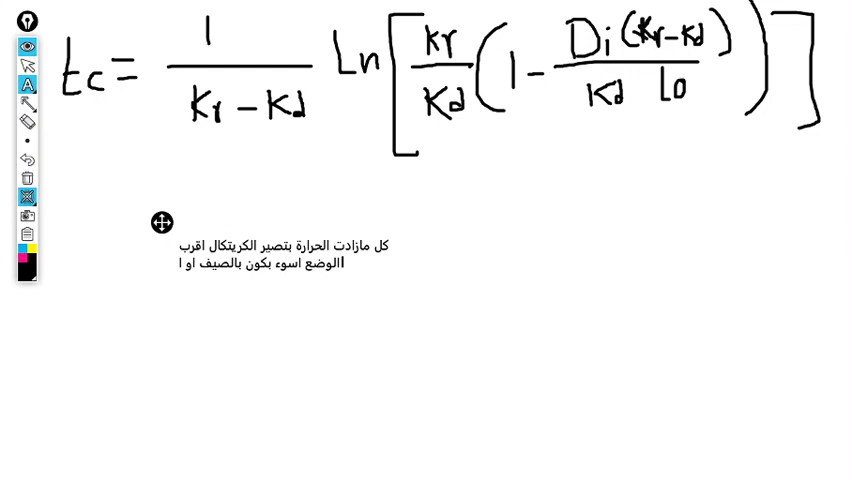 tc = 1 / (Kr - Kd) Ln [ Kr / Kd ( 1 - Di (Kr - Kd) / Kd Lo ) ]
كل مازادت الحرارة بتصير الكريتكال اقرب
الوضع اسوء بكون بالصيف او ا